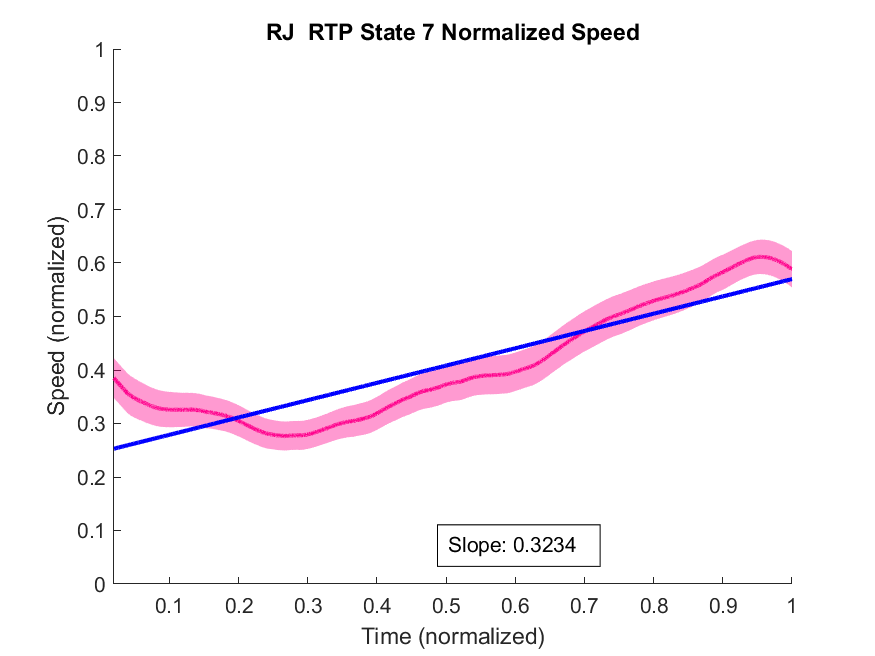 RJ  RTP State 7 Normalized Speed
1
0.9
0.8
0.7
0.6
0.5
0.4
0.3
0.2
0.1
0
Speed (normalized)
Slope: 0.3234
0.1 0.2 0.3 0.4 0.5 0.6 0.7 0.8 0.9 1
Time (normalized)